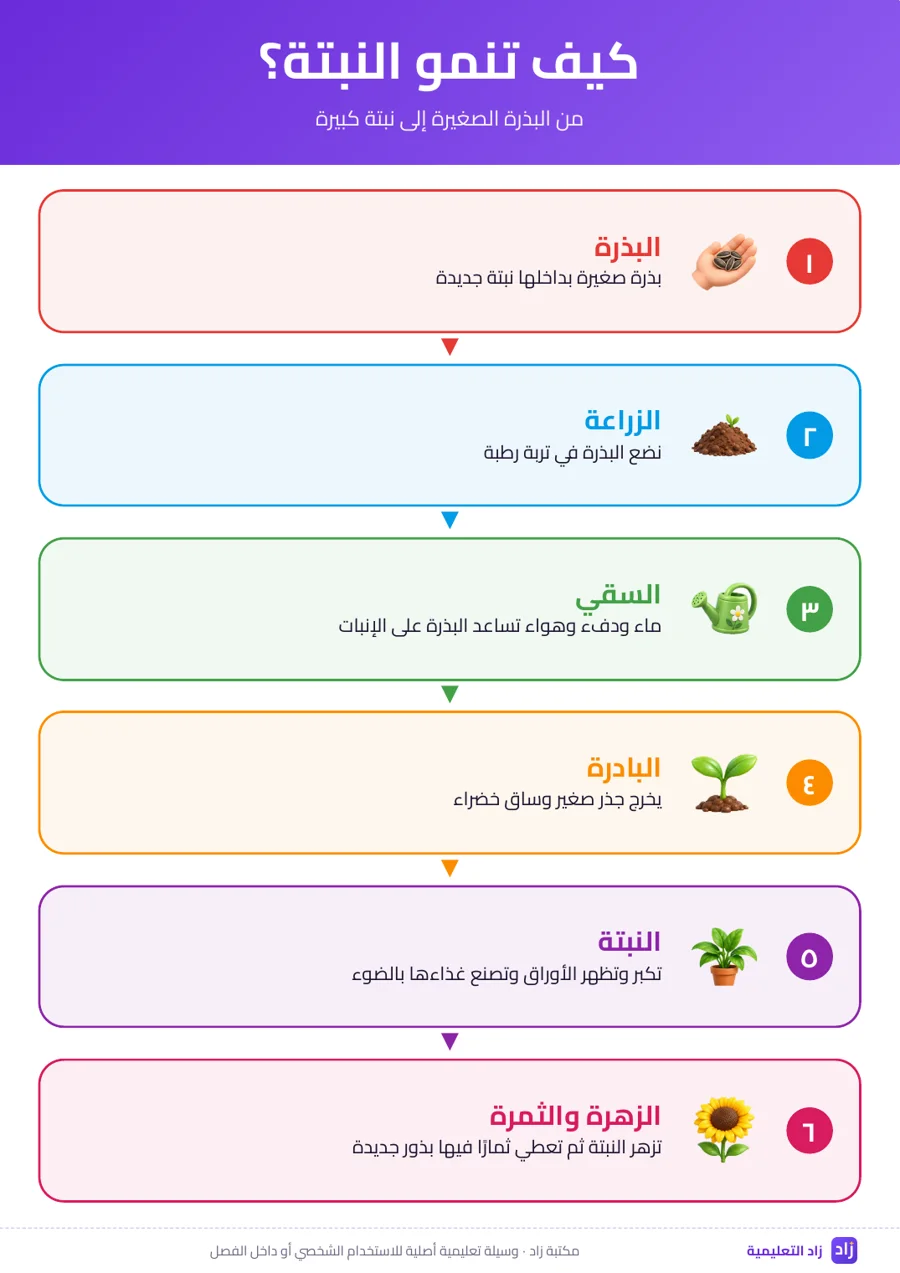 كيف تنمو النبتة؟
من البذرة الصغيرة إلى نبتة كبيرة
١
البذرة
بذرة صغيرة بداخلها نبتة جديدة
٢
الزراعة
نضع البذرة في تربة رطبة
٣
السقي
ماء ودفء وهواء تساعد البذرة على الإنبات
٤
البادرة
يخرج جذر صغير وساق خضراء
٥
النبتة
تكبر وتظهر الأوراق وتصنع غذاءها بالضوء
٦
الزهرة والثمرة
تزهر النبتة ثم تعطي ثمارًا فيها بذور جديدة
زاد
زاد التعليمية
مكتبة زاد · وسيلة تعليمية أصلية للاستخدام الشخصي أو داخل الفصل